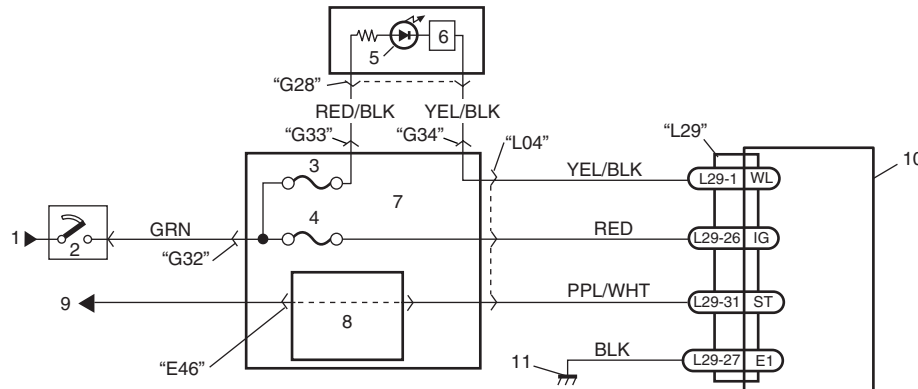 6
5
“G28”
RED/BLK YEL/BLK
“G33” “G34” “L04” “L29”
10
3
YEL/BLK L29-1 WL
7
4
1 2 GRN RED L29-26 IG
“G32”
9 8 PPL/WHT L29-31 ST
“E46” 11 BLK L29-27 E1